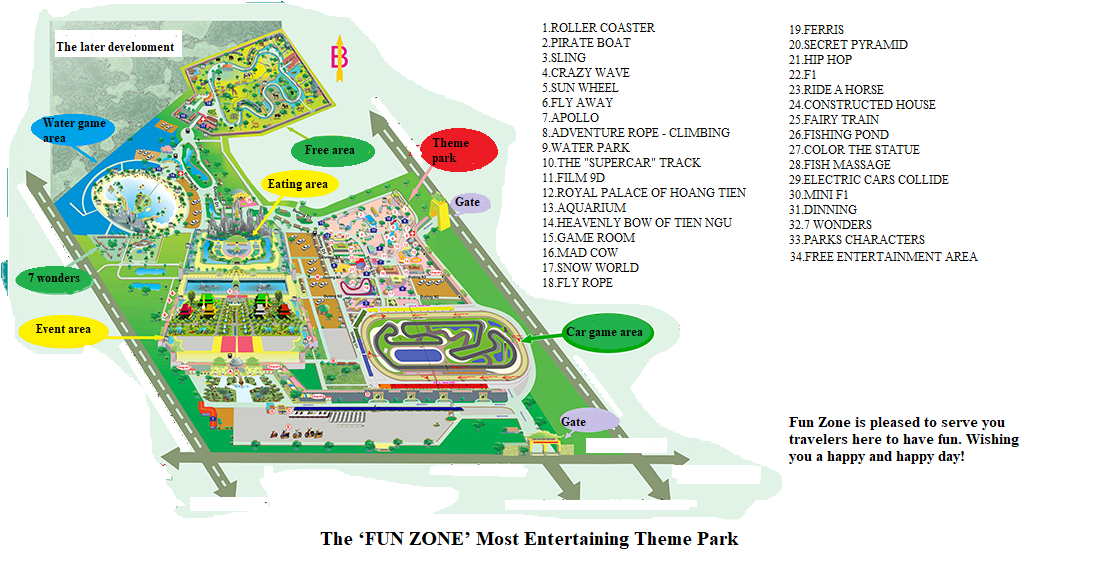 The later development
B
Water game
area
Free area
Theme
park
Eating area
Gate
7 wonders
Event area
Car game area
Gate
1.ROLLER COASTER
2.PIRATE BOAT
3.SLING
4.CRAZY WAVE
5.SUN WHEEL
6.FLY AWAY
7.APOLLO
8.ADVENTURE ROPE - CLIMBING
9.WATER PARK
10.THE "SUPERCAR" TRACK
11.FILM 9D
12.ROYAL PALACE OF HOANG TIEN
13.AQUARIUM
14.HEAVENLY BOW OF TIEN NGU
15.GAME ROOM
16.MAD COW
17.SNOW WORLD
18.FLY ROPE
19.FERRIS
20.SECRET PYRAMID
21.HIP HOP
22.F1
23.RIDE A HORSE
24.CONSTRUCTED HOUSE
25.FAIRY TRAIN
26.FISHING POND
27.COLOR THE STATUE
28.FISH MASSAGE
29.ELECTRIC CARS COLLIDE
30.MINI F1
31.DINNING
32.7 WONDERS
33.PARKS CHARACTERS
34.FREE ENTERTAINMENT AREA
Fun Zone is pleased to serve you
travelers here to have fun. Wishing
you a happy and happy day!
The ‘FUN ZONE’ Most Entertaining Theme Park